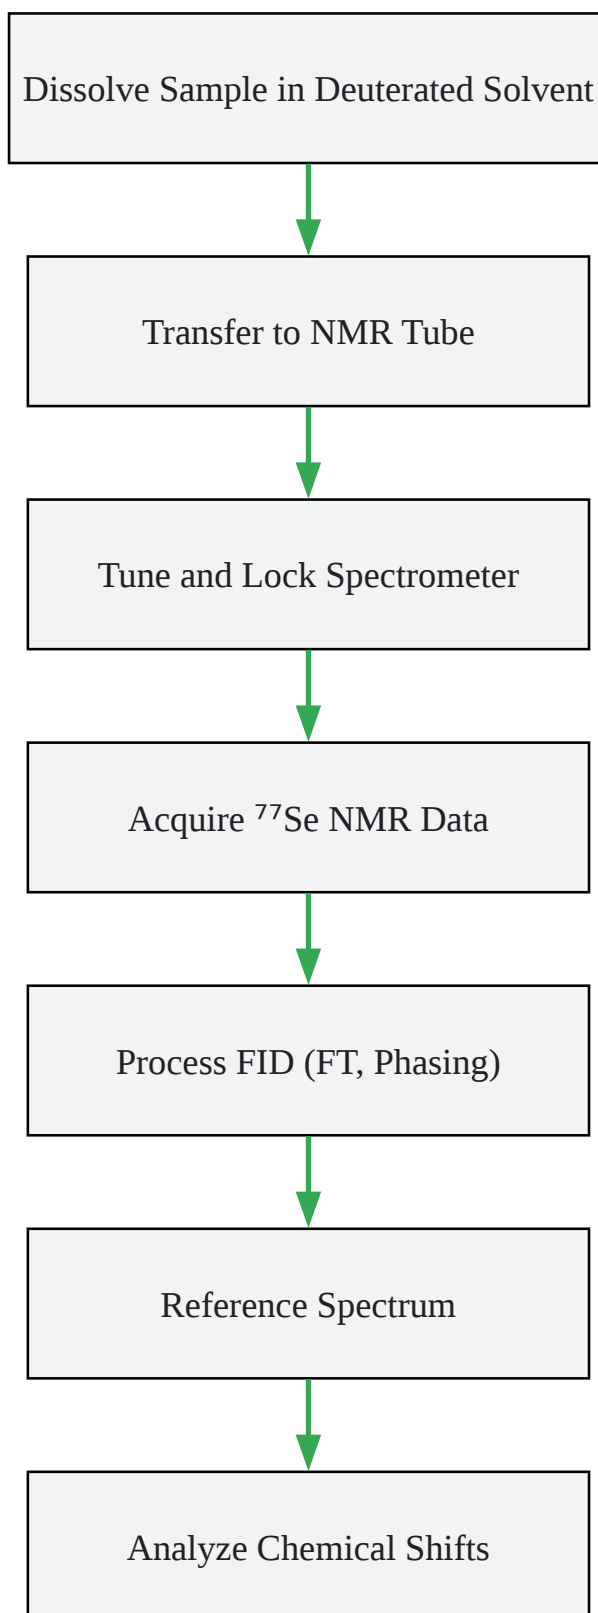 Dissolve Sample in Deuterated Solvent
Transfer to NMR Tube
Tune and Lock Spectrometer
Acquire ⁷⁷Se NMR Data
Process FID (FT, Phasing)
Reference Spectrum
Analyze Chemical Shifts